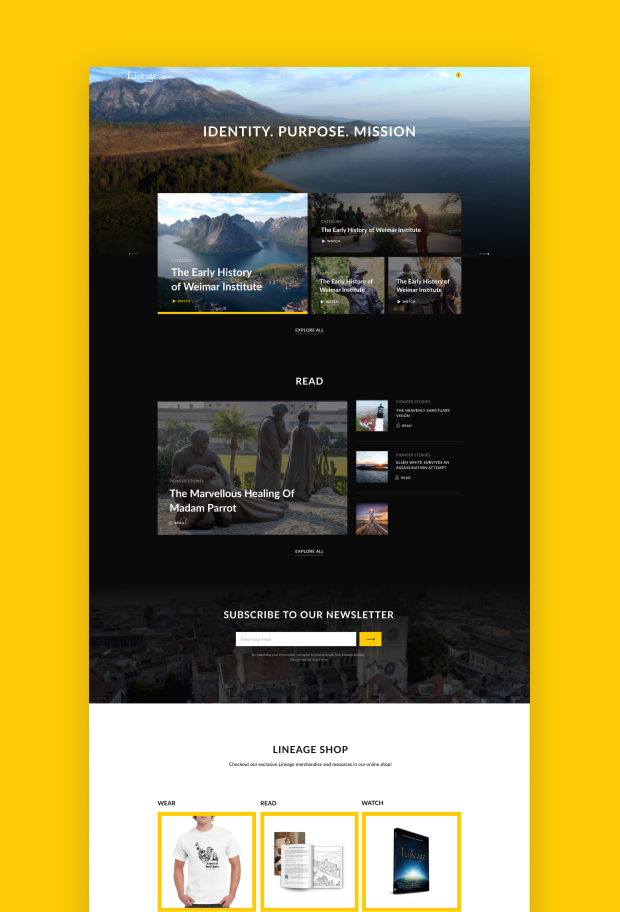 Lineage
IDENTITY. PURPOSE. MISSION
CATEGORY
The Early History
of Weimar Institute
WATCH
CATEGORY
The Early History of Weimar Institute
WATCH
CATEGORY
The Early History of
Weimar Institute
WATCH
CATEGORY
The Early History of
Weimar Institute
WATCH
EXPLORE ALL
READ
PIONEER STORIES
The Marvellous Healing Of
Madam Parrot
READ
PIONEER STORIES
THE HEAVENLY SANCTUARY
VISION
READ
PIONEER STORIES
ELLEN WHITE SURVIVES AN
ASSASSINATION ATTEMPT
READ
EXPLORE ALL
SUBSCRIBE TO OUR NEWSLETTER
Enter your email
LINEAGE SHOP
Checkout our exclusive Lineage merchandise and resources in our online shop!
WEAR
READ
WATCH
Lineage